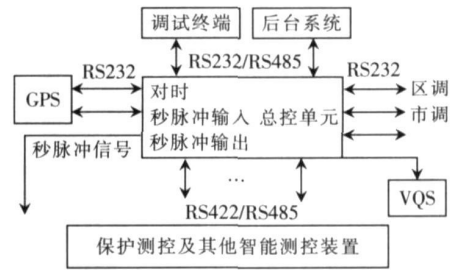 调试终端 后台系统
RS232/RS485
RS232 RS232
GPS 对时 区调
秒脉冲输入 总控单元 市调
秒脉冲信号 秒脉冲输出
…
VQS
RS422/RS485
保护测控及其他智能测控装置